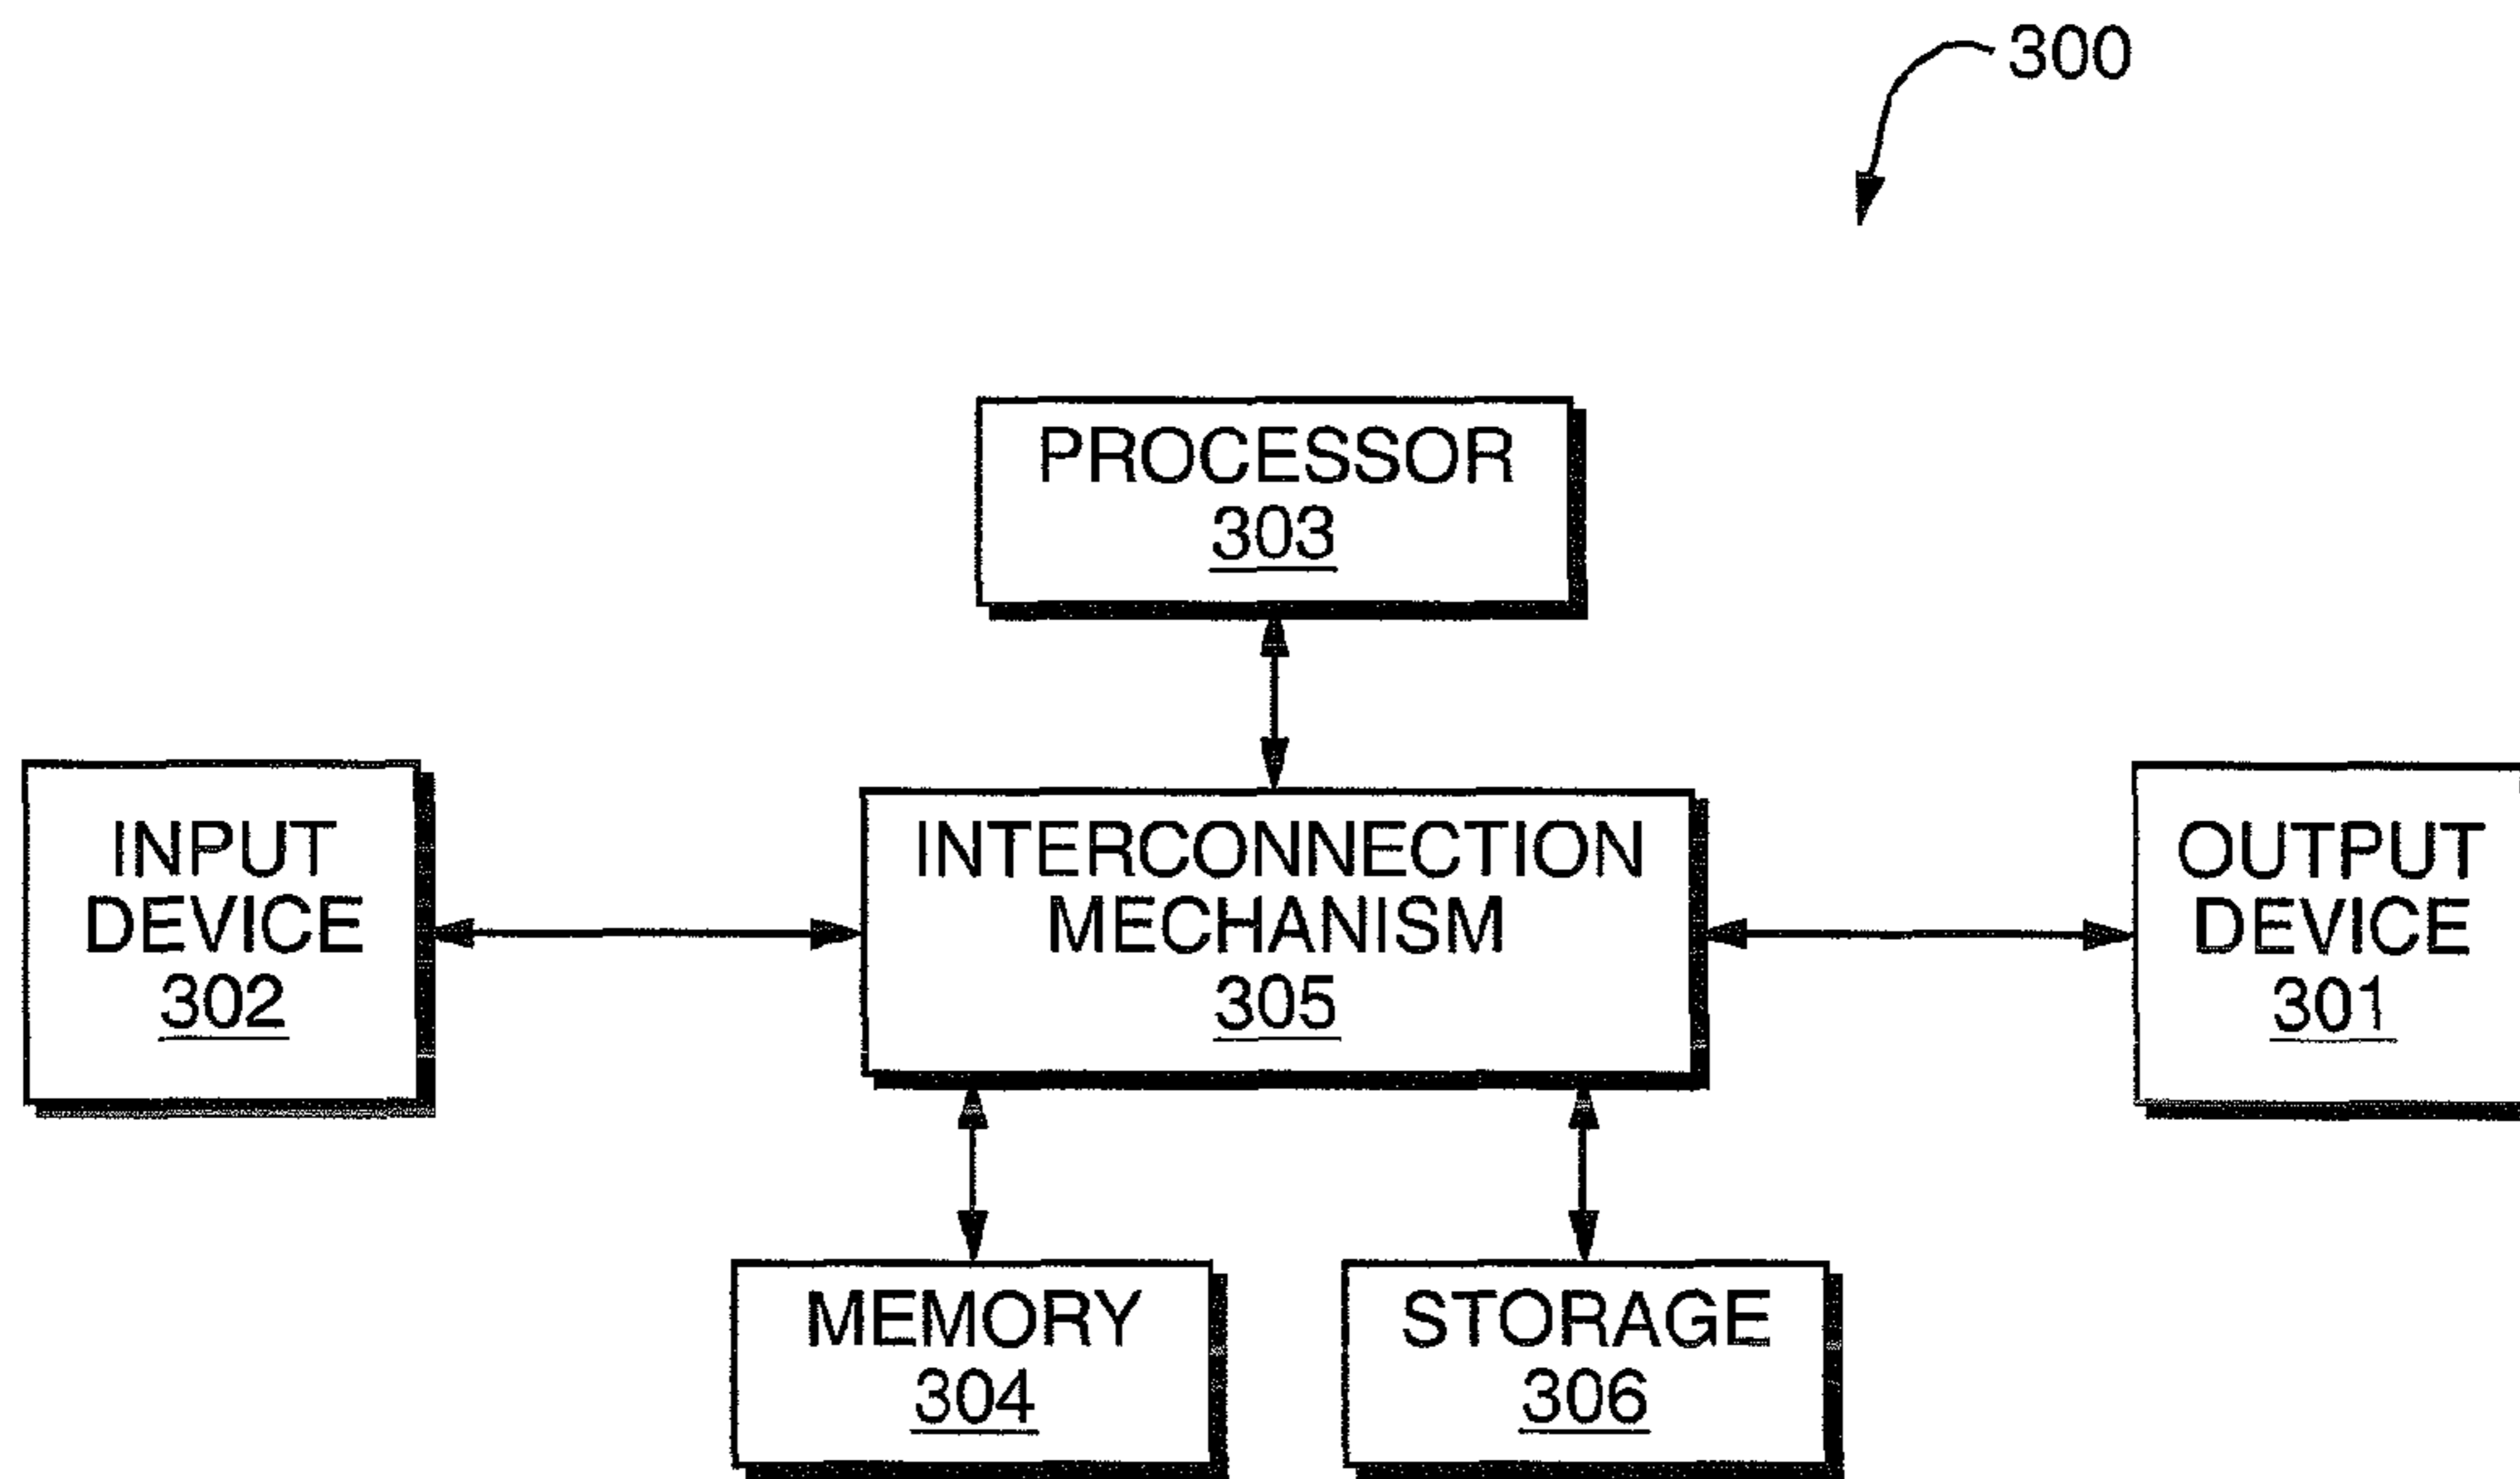 300
PROCESSOR
303
INPUT
DEVICE
302
INTERCONNECTION
MECHANISM
305
OUTPUT
DEVICE
301
MEMORY
304
STORAGE
306